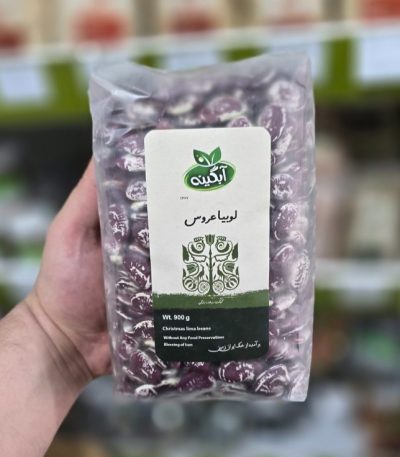 آبگینه
لوبیا عروس
Wt. 900 g
Christmas lima beans
Without Any Food Preservatives
Blessing of Iran